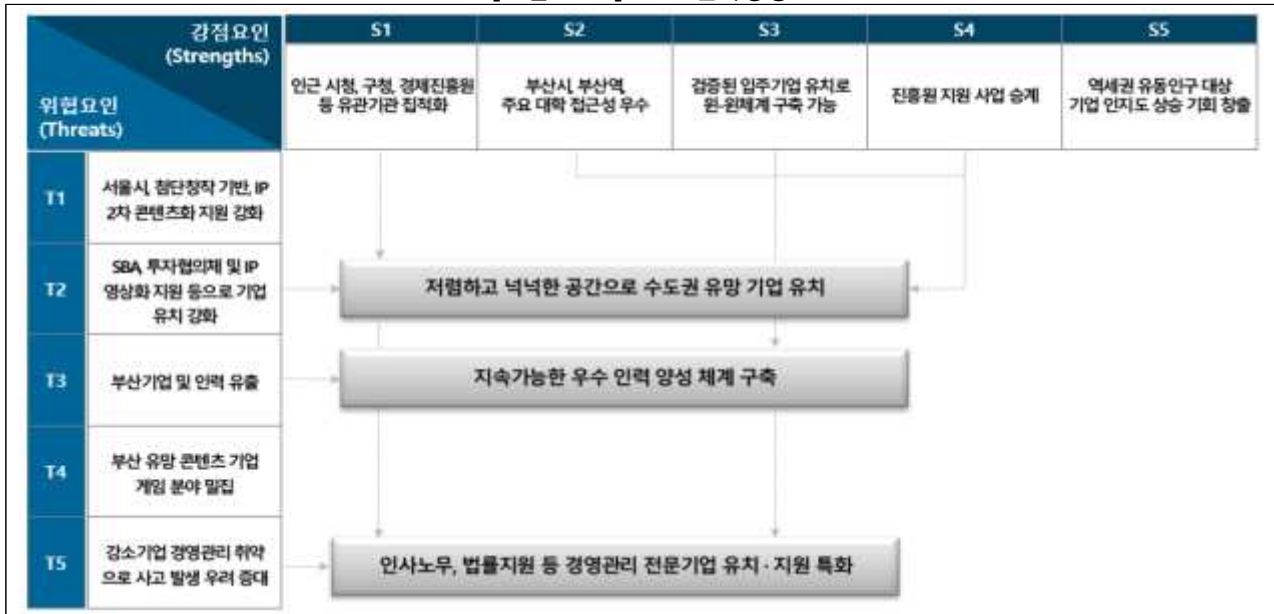 강점요인
(Strengths)
위협요인
(Threats)
S1
S2
S3
S4
S5
인근 시청, 구청, 경제진흥원
등 유관기관 집적화
부산시, 부산역,
주요 대학 접근성 우수
검증된 입주기업 유치로
윈-윈체계 구축 가능
진흥원 지원 사업 승계
역세권 유동인구 대상
기업 인지도 상승 기회 창출
T1
서울시, 첨단창작 기반, IP
2차 콘텐츠화 지원 강화
T2
SBA, 투자협의체 및 IP
영상화 지원 등으로 기업
유치 강화
저렴하고 넉넉한 공간으로 수도권 유망 기업 유치
T3
부산기업 및 인력 유출
지속가능한 우수 인력 양성 체계 구축
T4
부산 유망 콘텐츠 기업
게임 분야 밀집
T5
강소기업 경영관리 취약
으로 사고 발생 우려 증대
인사노무, 법률지원 등 경영관리 전문기업 유치 · 지원 특화